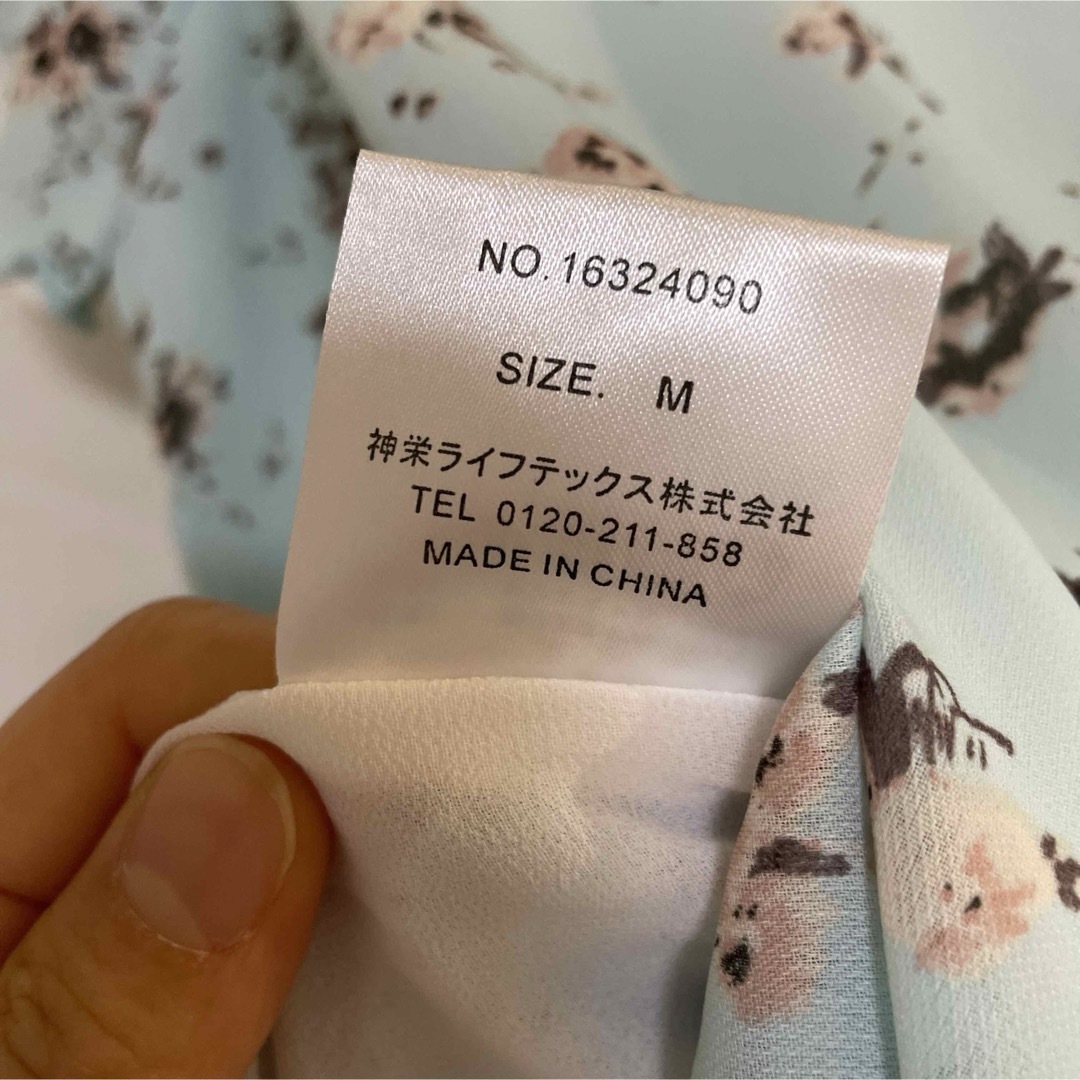 NO. 16324090
SIZE. M
神栄ライフテックス株式会社
TEL 0120-211-858
MADE IN CHINA